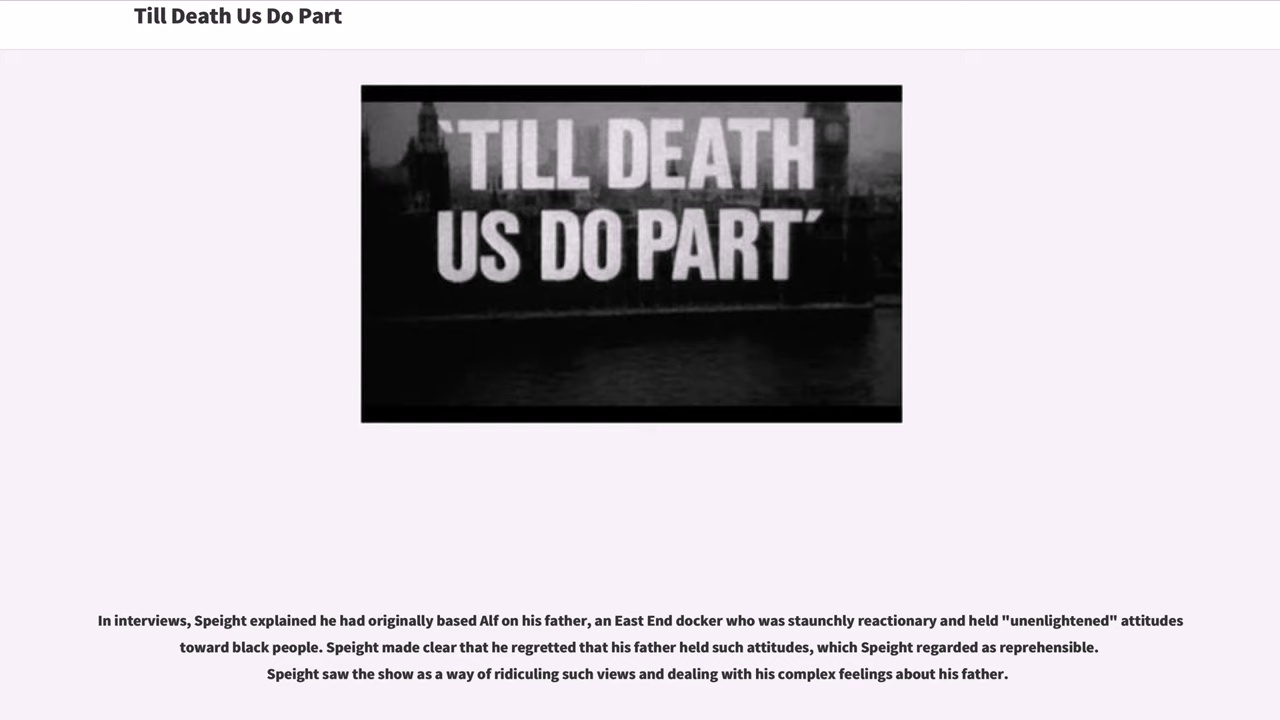 Till Death Us Do Part
‵TILL DEATH
US DO PART′
In interviews, Speight explained he had originally based Alf on his father, an East End docker who was staunchly reactionary and held "unenlightened" attitudes
toward black people. Speight made clear that he regretted that his father held such attitudes, which Speight regarded as reprehensible.
Speight saw the show as a way of ridiculing such views and dealing with his complex feelings about his father.